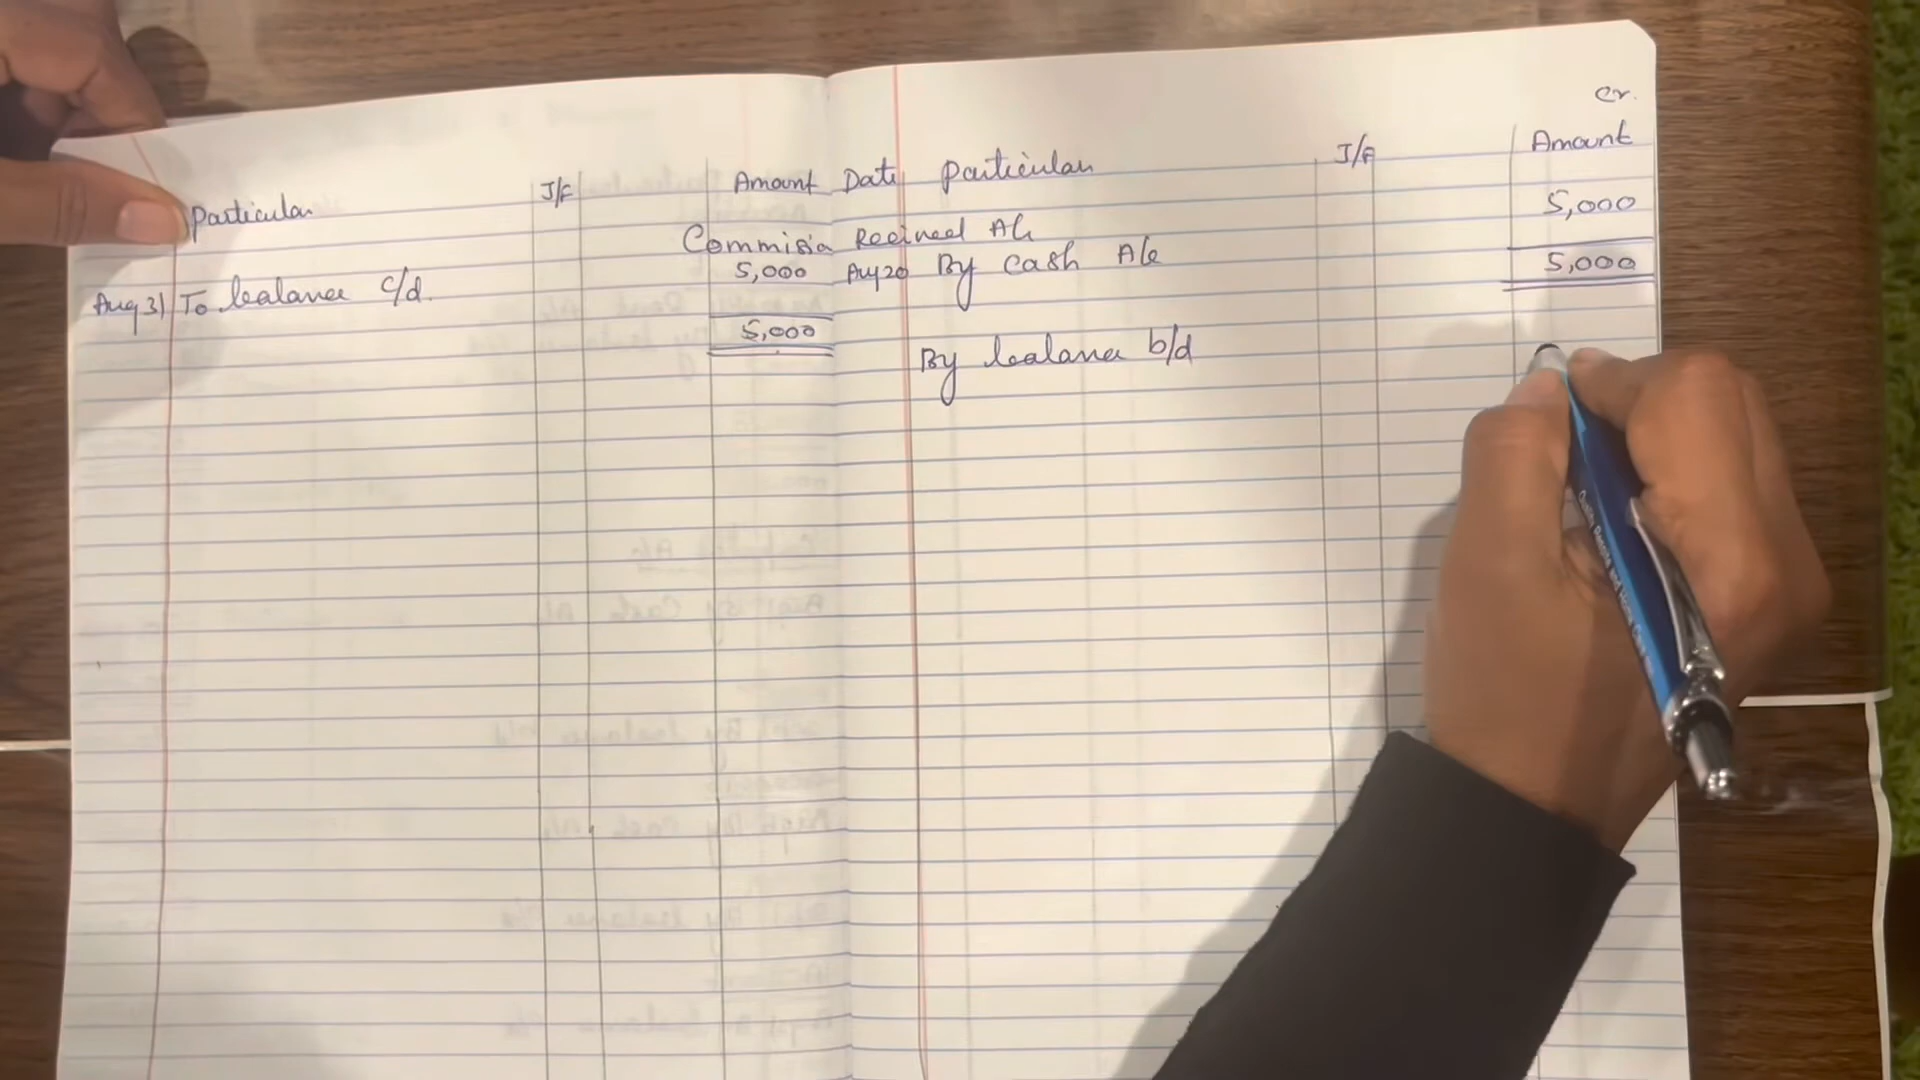 Cr.
Particular J/F Amount Date Particular J/F Amount
Commision Received A/c
5,000
Aug 31 To balance c/d. 5,000 Aug 20 By Cash A/c
5,000
5,000
By balance b/d